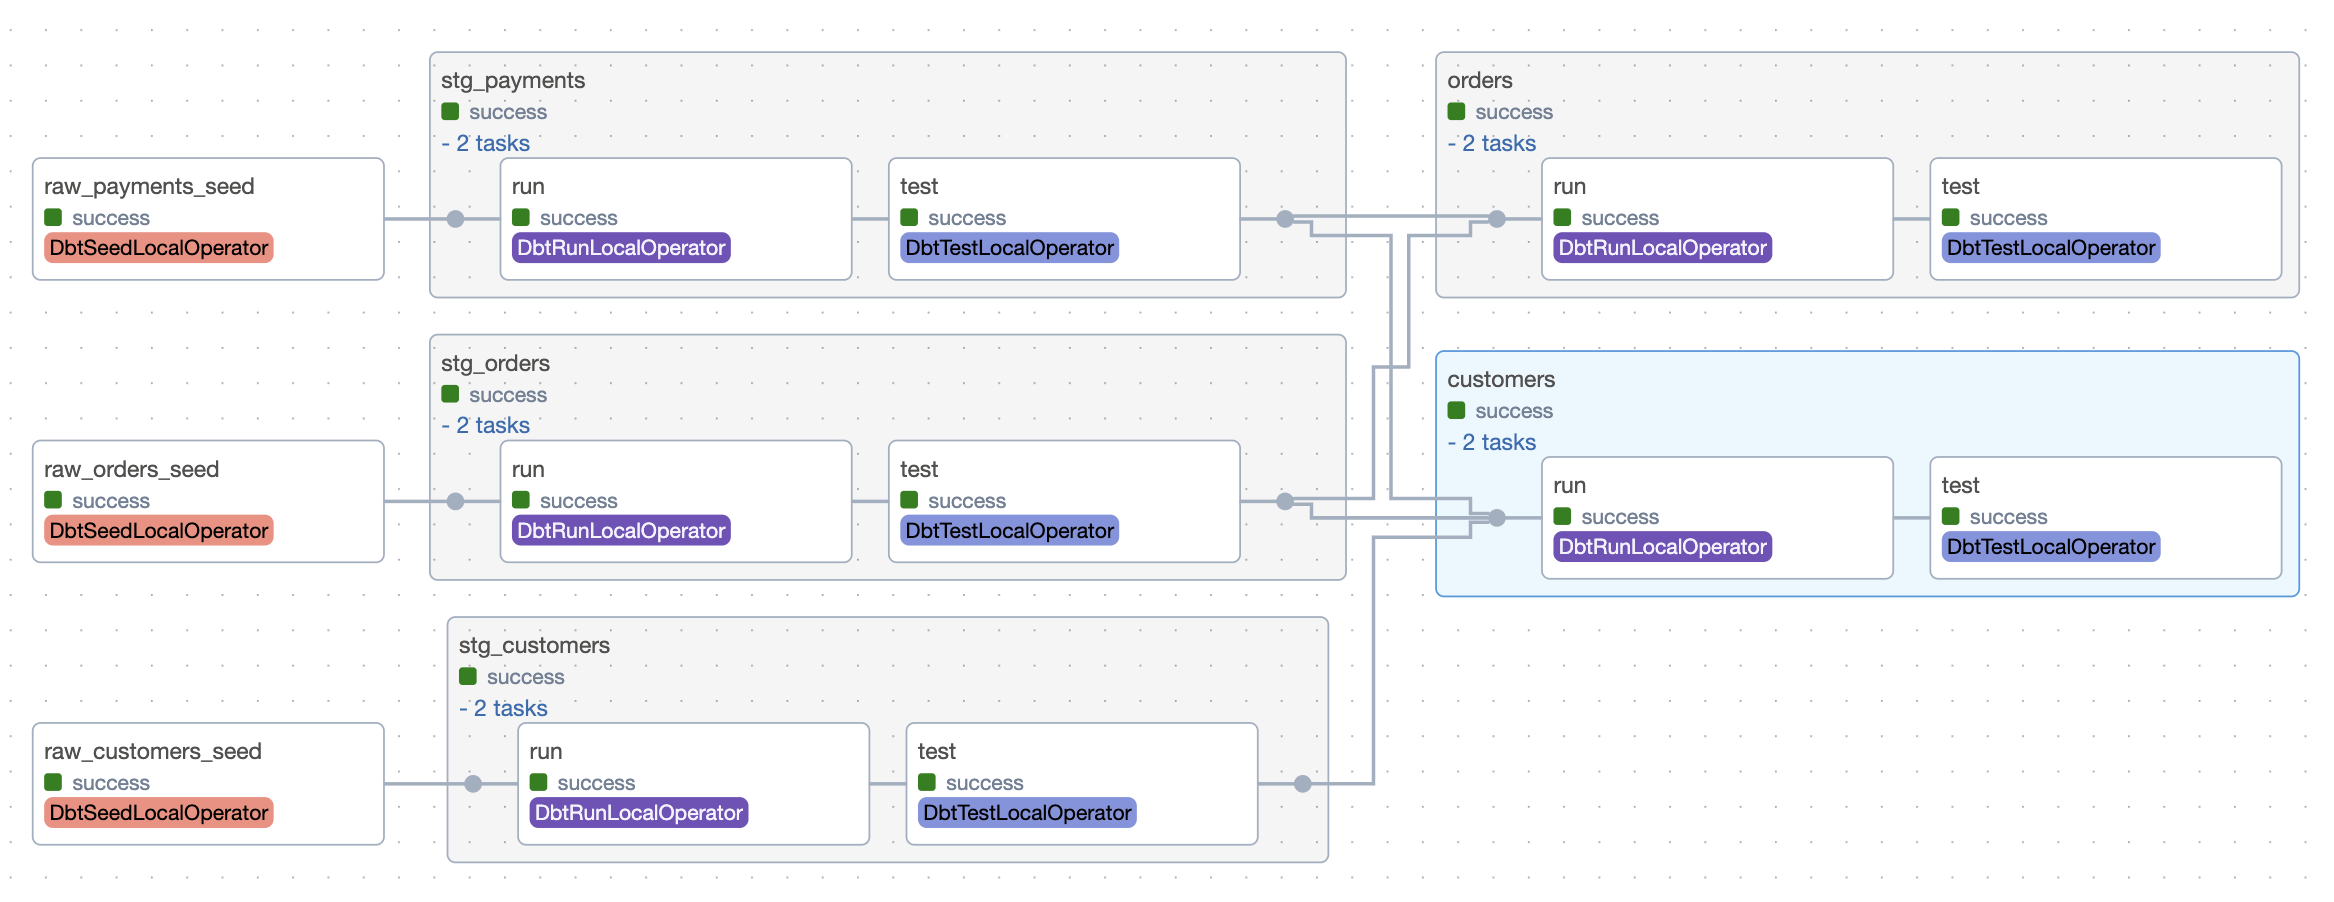 stg_payments
success
- 2 tasks
raw_payments_seed
success
DbtSeedLocalOperator
run
success
DbtRunLocalOperator
test
success
DbtTestLocalOperator
orders
success
- 2 tasks
run
success
DbtRunLocalOperator
test
success
DbtTestLocalOperator
stg_orders
success
- 2 tasks
raw_orders_seed
success
DbtSeedLocalOperator
run
success
DbtRunLocalOperator
test
success
DbtTestLocalOperator
customers
success
- 2 tasks
run
success
DbtRunLocalOperator
test
success
DbtTestLocalOperator
stg_customers
success
- 2 tasks
raw_customers_seed
success
DbtSeedLocalOperator
run
success
DbtRunLocalOperator
test
success
DbtTestLocalOperator